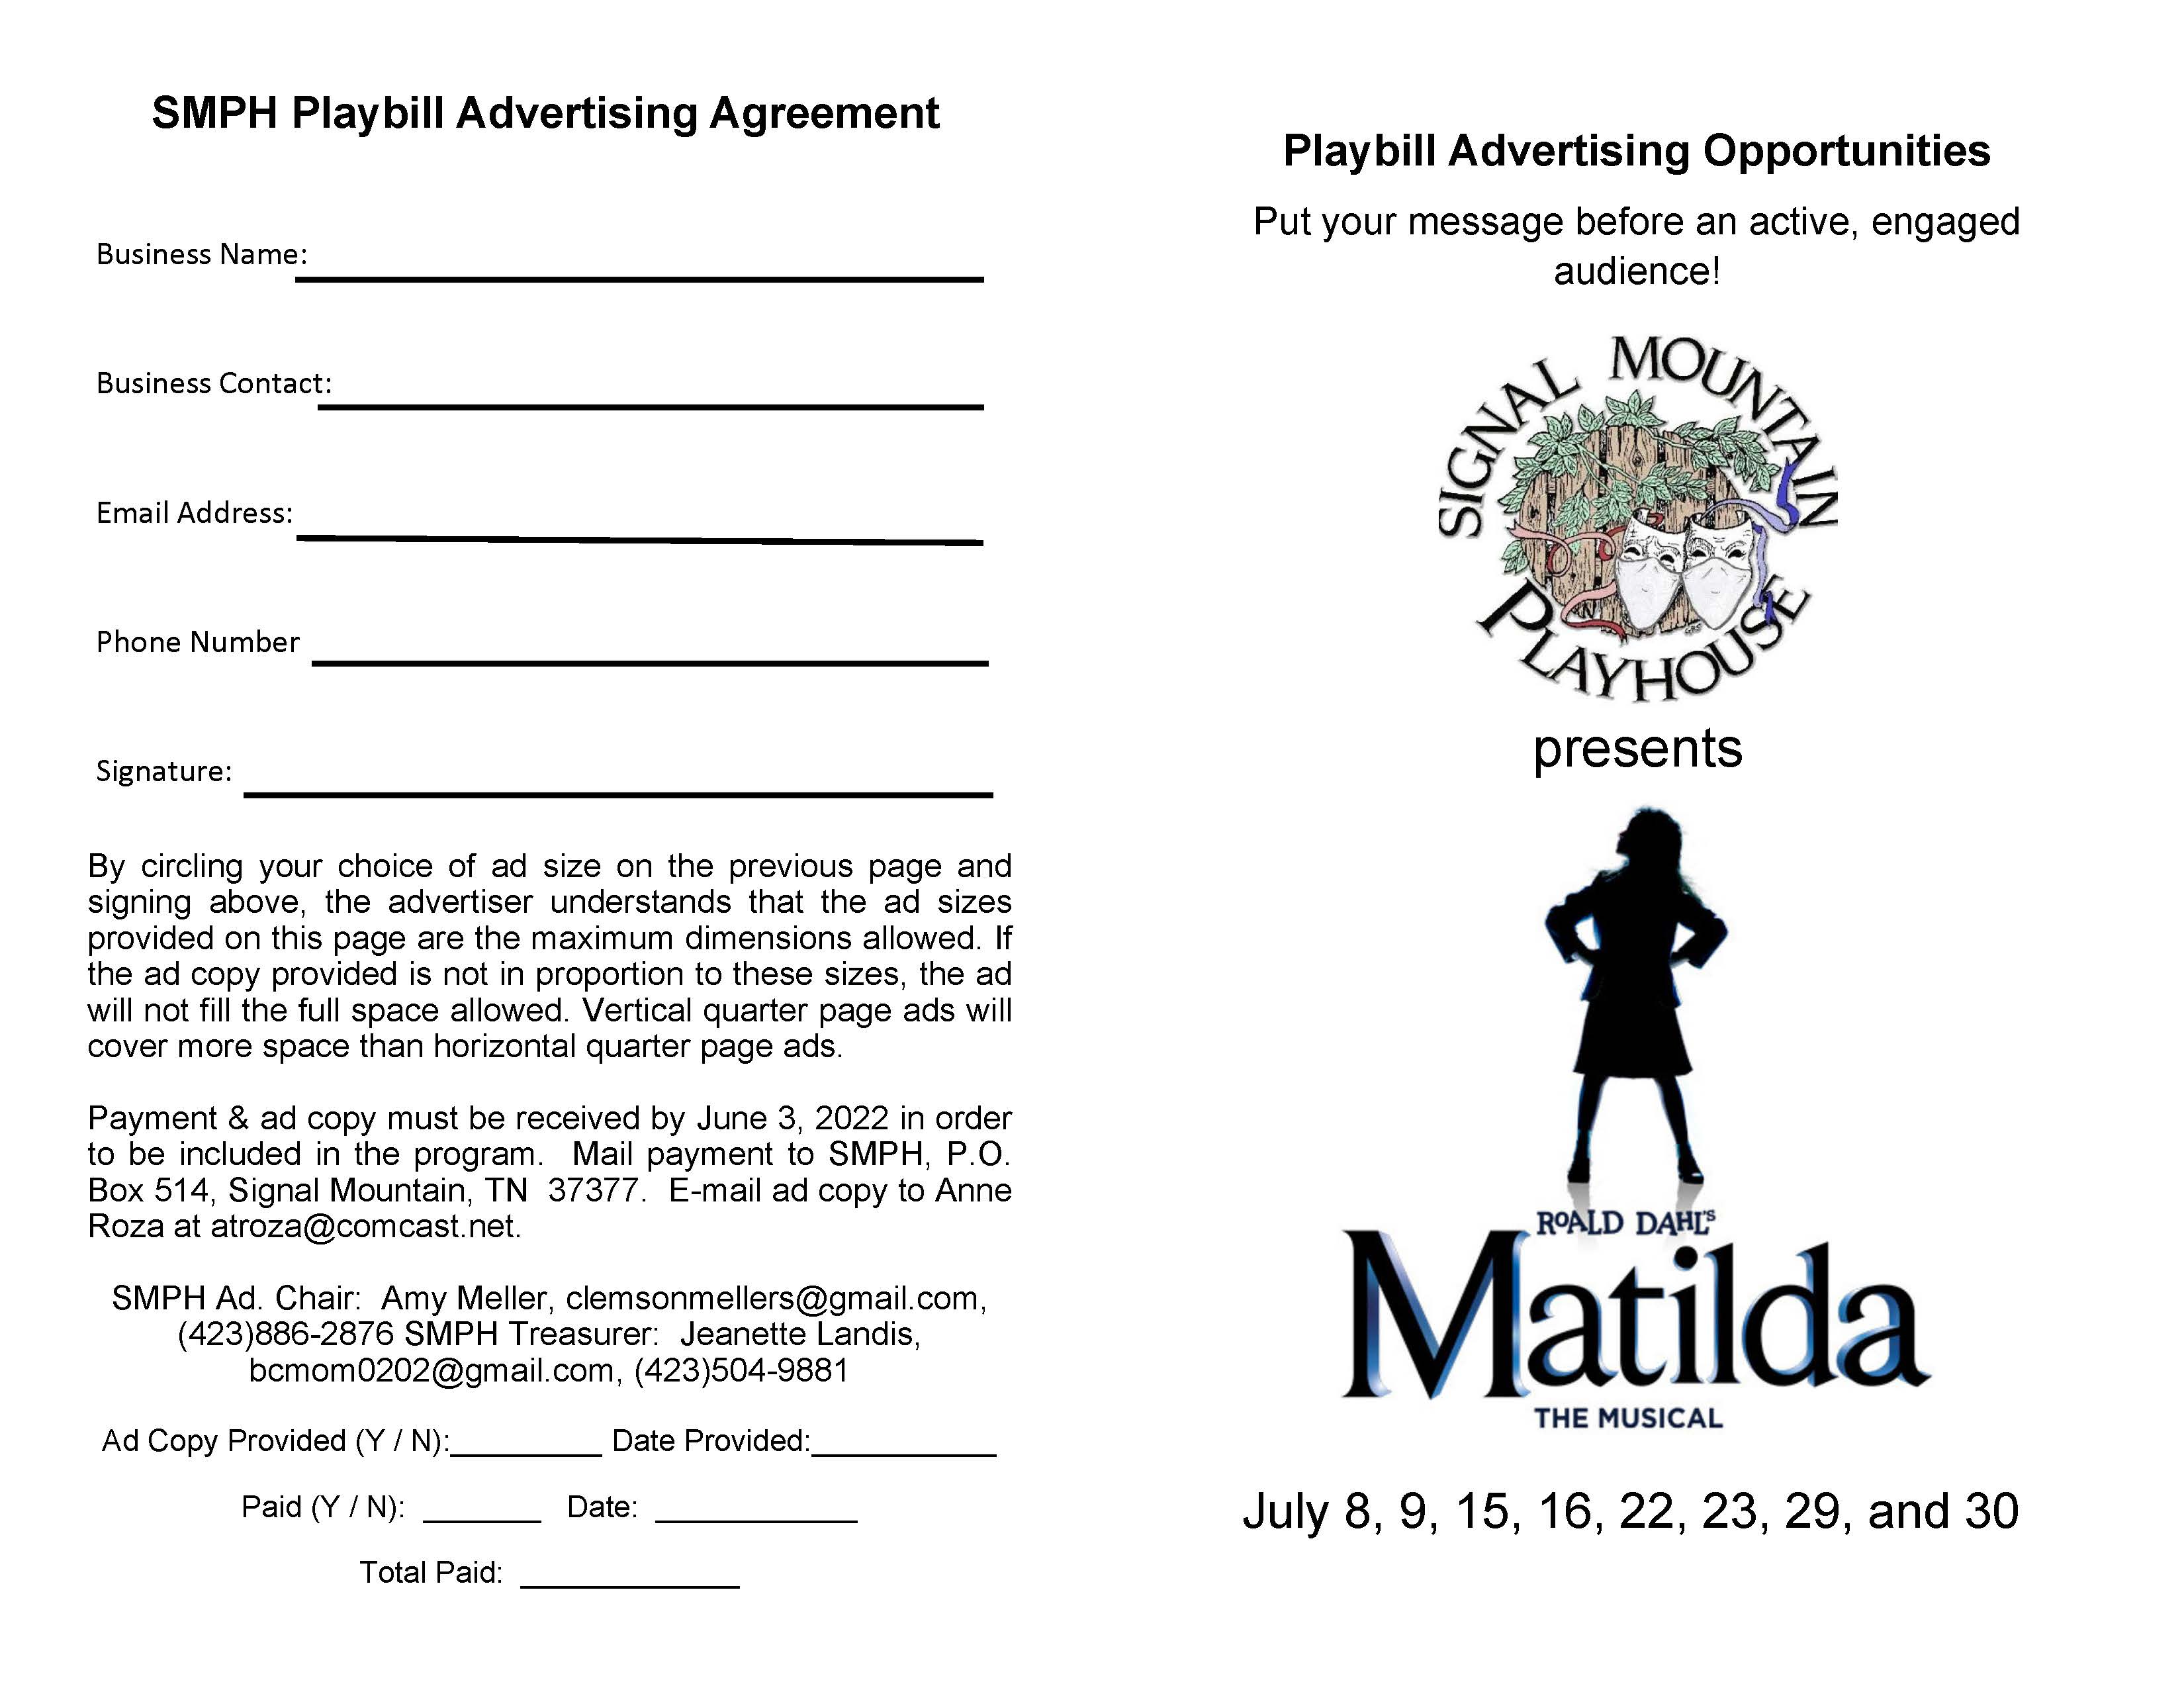 SMPH Playbill Advertising Agreement
Business Name:
Business Contact:
Email Address:
Phone Number
Signature:
By circling your choice of ad size on the previous page and
signing above, the advertiser understands that the ad sizes
provided on this page are the maximum dimensions allowed. If
the ad copy provided is not in proportion to these sizes, the ad
will not fill the full space allowed. Vertical quarter page ads will
cover more space than horizontal quarter page ads.
Payment & ad copy must be received by June 3, 2022 in order
to be included in the program. Mail payment to SMPH, P.O.
Box 514, Signal Mountain, TN 37377. E-mail ad copy to Anne
Roza at atroza@comcast.net.
SMPH Ad. Chair: Amy Meller, clemsonmellers@gmail.com,
(423)886-2876 SMPH Treasurer: Jeanette Landis,
bcmom0202@gmail.com, (423)504-9881
Ad Copy Provided (Y / N):_________ Date Provided:___________
Paid (Y / N): _______ Date: ____________
Total Paid: _____________
Playbill Advertising Opportunities
Put your message before an active, engaged
audience!
SIGNAL MOUNTAIN
PLAYHOUSE
presents
ROALD DAHL'S
Matilda
THE MUSICAL
July 8, 9, 15, 16, 22, 23, 29, and 30